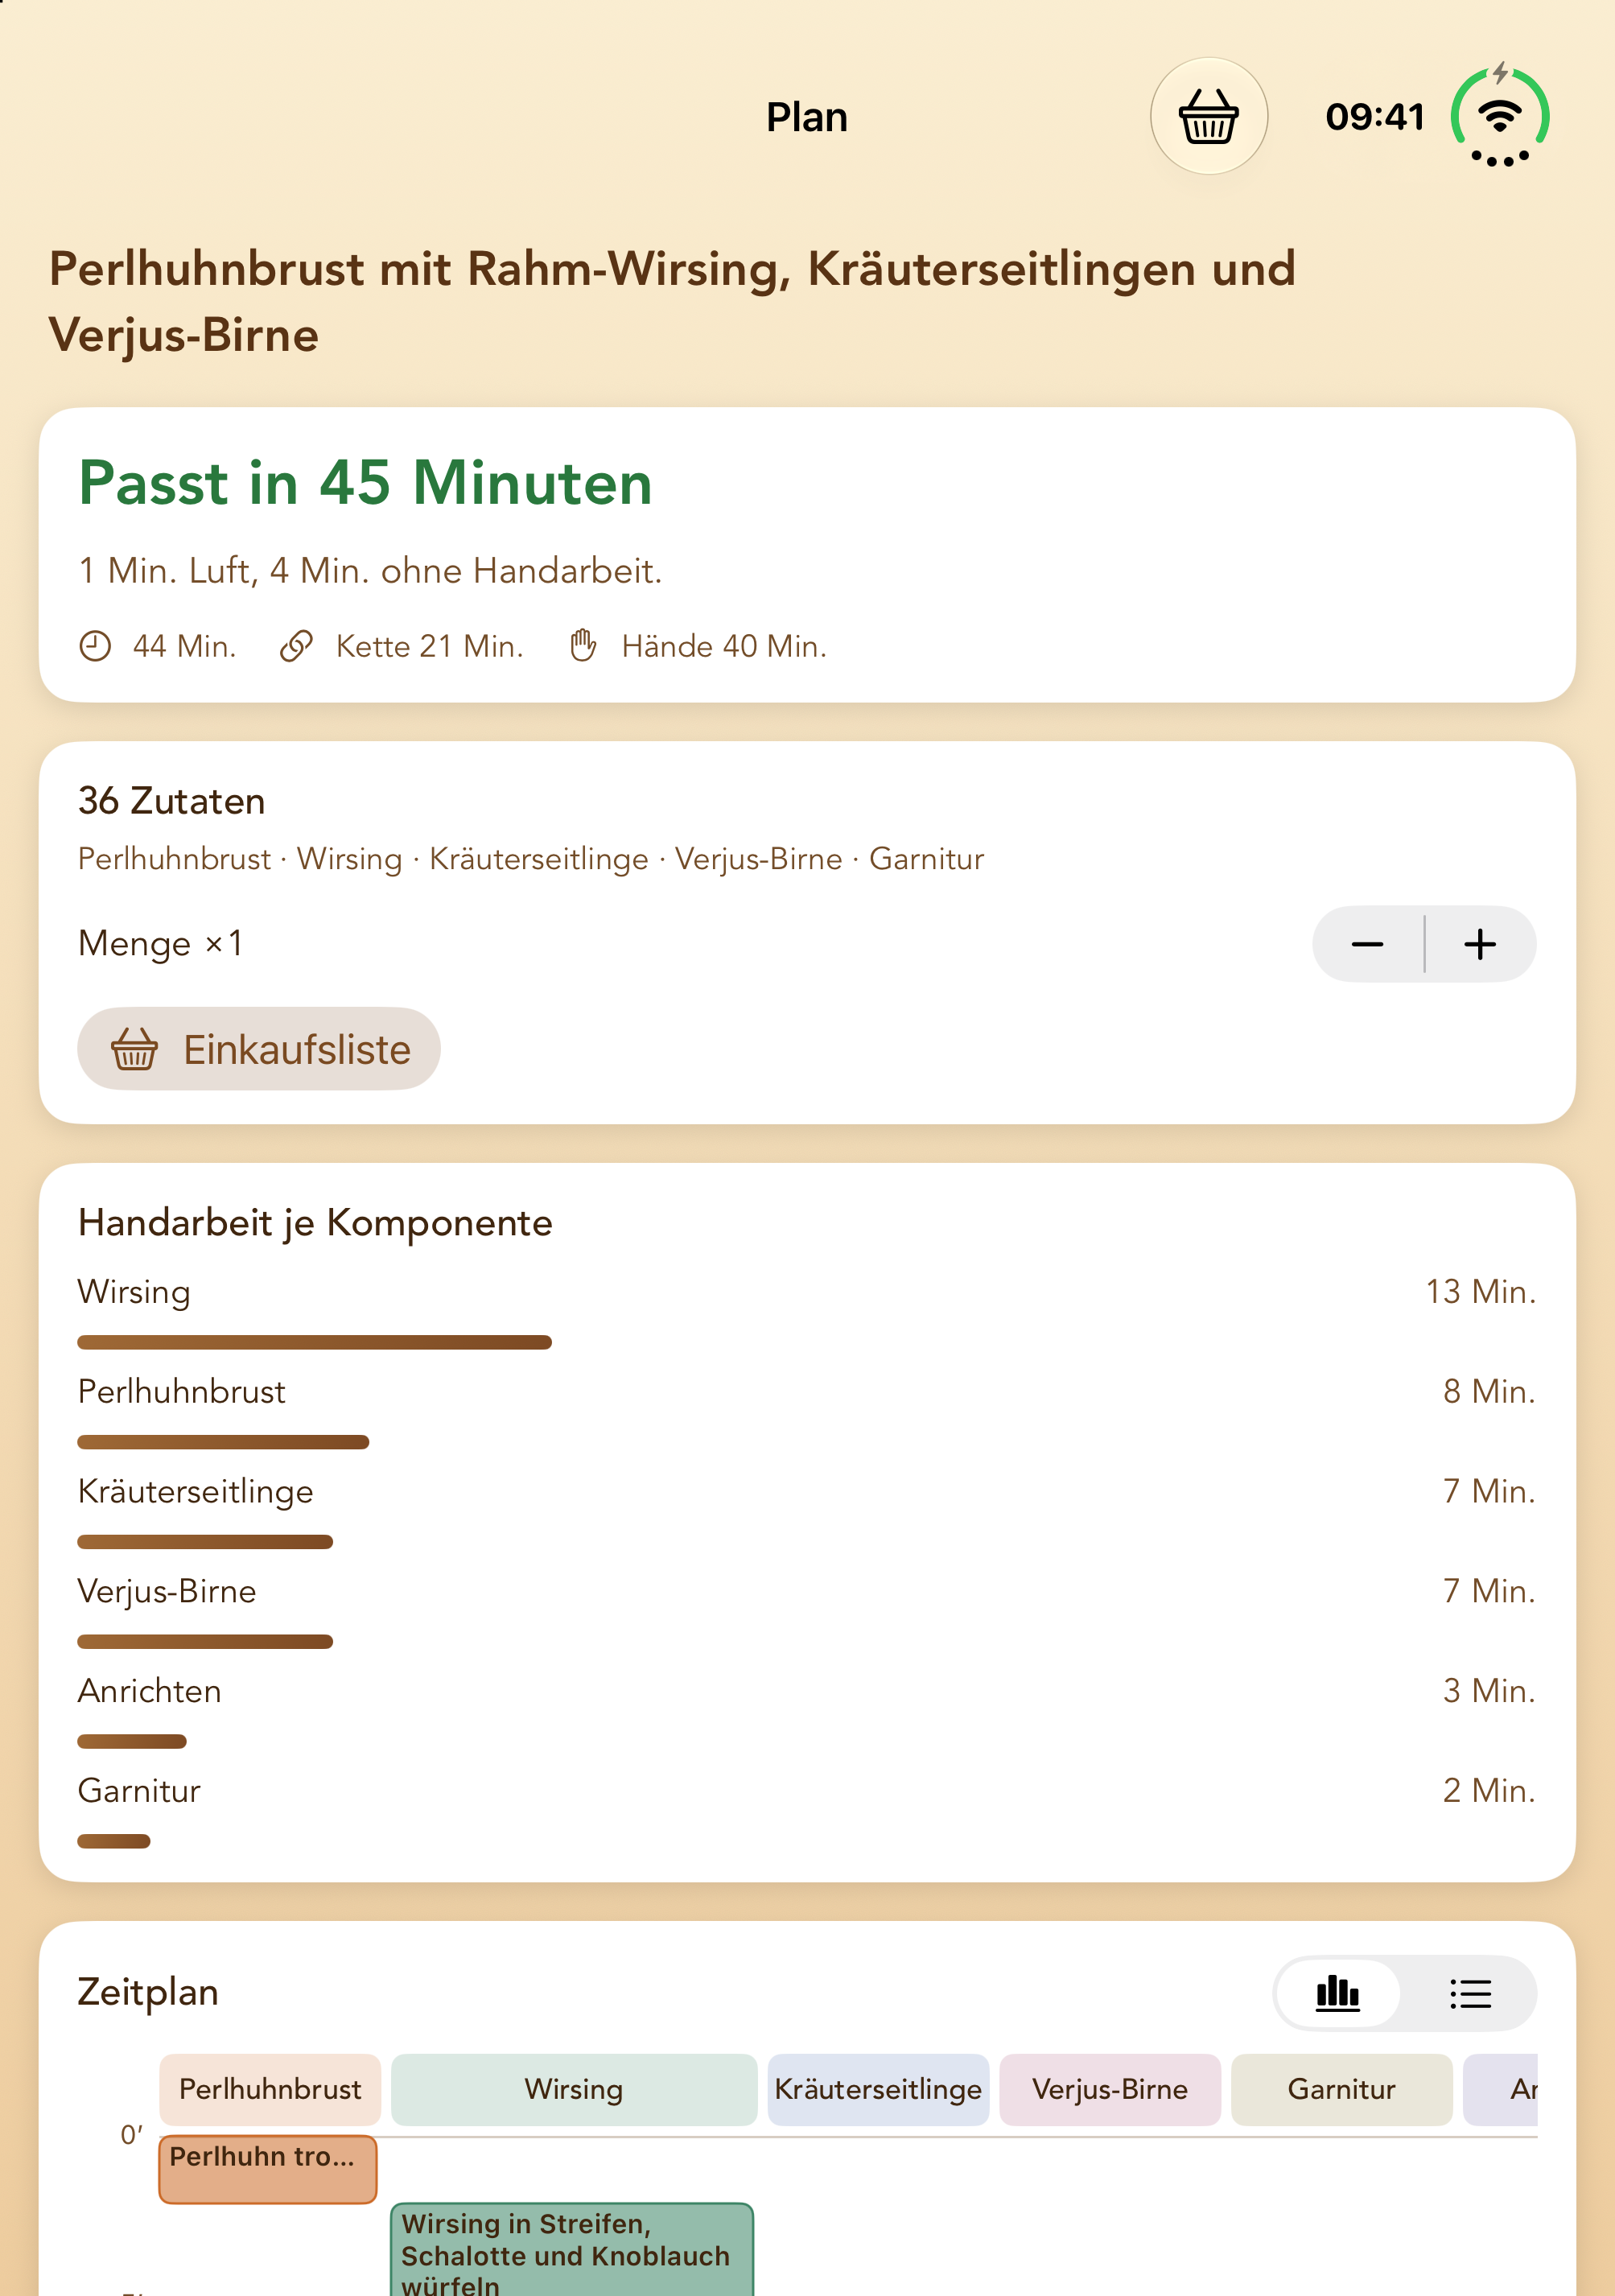 Plan
09:41
Perlhuhnbrust mit Rahm-Wirsing, Kräuterseitlingen und
Verjus-Birne
Passt in 45 Minuten
1 Min. Luft, 4 Min. ohne Handarbeit.
44 Min. Kette 21 Min. Hände 40 Min.
36 Zutaten
Perlhuhnbrust · Wirsing · Kräuterseitlinge · Verjus-Birne · Garnitur
Menge ×1
Einkaufsliste
Handarbeit je Komponente
Wirsing 13 Min.
Perlhuhnbrust 8 Min.
Kräuterseitlinge 7 Min.
Verjus-Birne 7 Min.
Anrichten 3 Min.
Garnitur 2 Min.
Zeitplan
Perlhuhnbrust Wirsing Kräuterseitlinge Verjus-Birne Garnitur
0′
Perlhuhn tro...
Wirsing in Streifen,
Schalotte und Knoblauch
würfeln